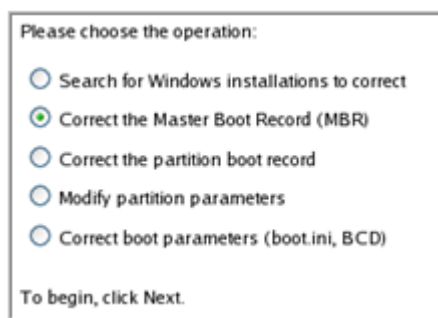 Please choose the operation:
Search for Windows installations to correct
Correct the Master Boot Record (MBR)
Correct the partition boot record
Modify partition parameters
Correct boot parameters (boot.ini, BCD)
To begin, click Next.